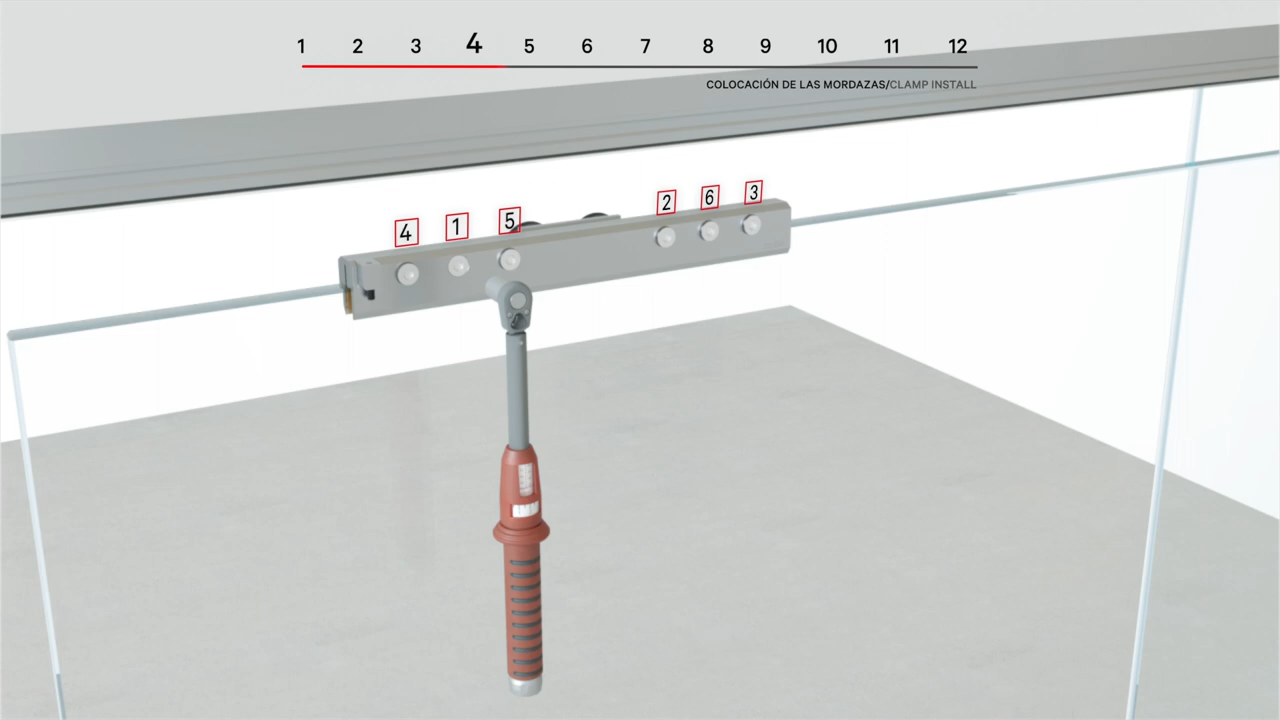 1 2 3 4 5 6 7 8 9 10 11 12
COLOCACIÓN DE LAS MORDAZAS/CLAMP INSTALL
4 1 5 2 6 3